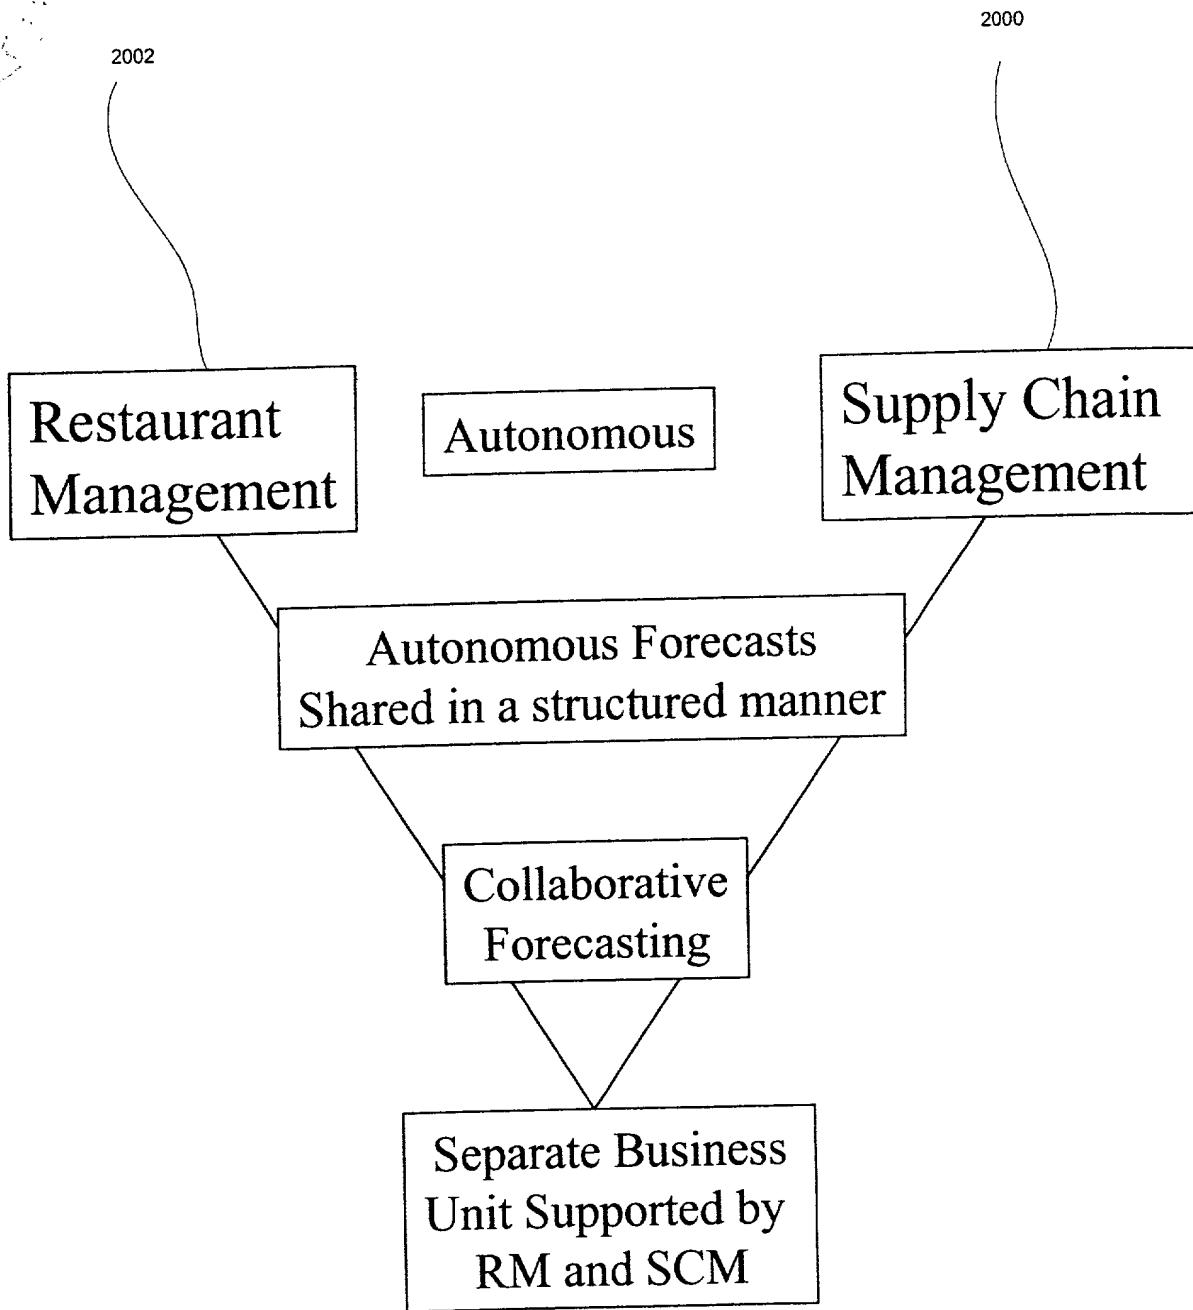 2002
2000
Restaurant
Management
Autonomous
Supply Chain
Management
Autonomous Forecasts
Shared in a structured manner
Collaborative
Forecasting
Separate Business
Unit Supported by
RM and SCM